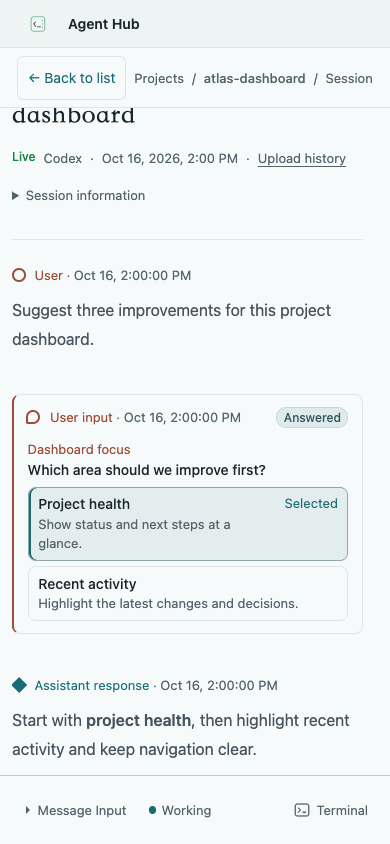 Agent Hub
← Back to list Projects / atlas-dashboard / Session
dashboard
Live Codex · Oct 16, 2026, 2:00 PM · Upload history
Session information
User · Oct 16, 2:00:00 PM
Suggest three improvements for this project
dashboard.
User input · Oct 16, 2:00:00 PM Answered
Dashboard focus
Which area should we improve first?
Project health Selected
Show status and next steps at a
glance.
Recent activity
Highlight the latest changes and decisions.
Assistant response · Oct 16, 2:00:00 PM
Start with project health, then highlight recent
activity and keep navigation clear.
Message Input Working Terminal